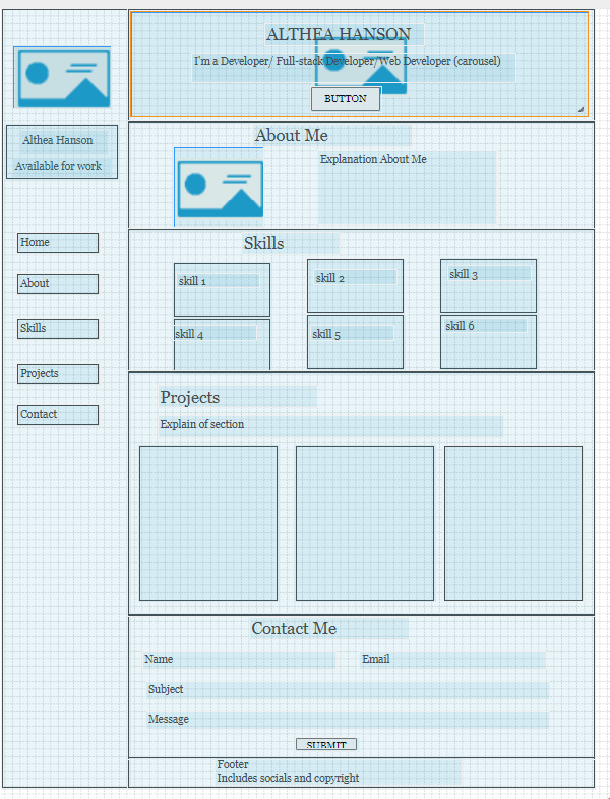 Althea Hanson
Available for work
Home
About
Skills
Projects
Contact
ALTHEA HANSON
I'm a Developer/ Full-stack Developer/Web Developer (carousel)
BUTTON
About Me
Explanation About Me
Skills
skill 1
skill 2
skill 3
skill 4
skill 5
skill 6
Projects
Explain of section
Contact Me
Name
Email
Subject
Message
SUBMIT
Footer
Includes socials and copyright